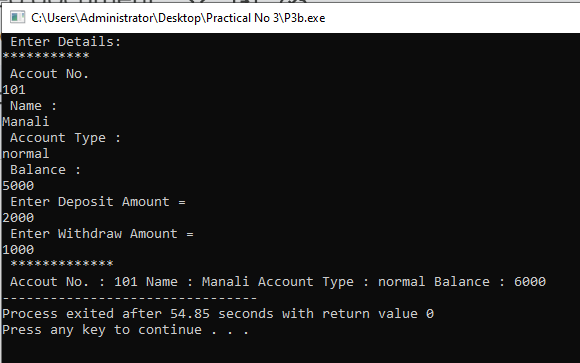 C:\Users\Administrator\Desktop\Practical No 3\P3b.exe
Enter Details:
***********
Accout No.
101
Name :
Manali
Account Type :
normal
Balance :
5000
Enter Deposit Amount =
2000
Enter Withdraw Amount =
1000
*************
Accout No. : 101 Name : Manali Account Type : normal Balance : 6000
--------------------------------
Process exited after 54.85 seconds with return value 0
Press any key to continue . . .